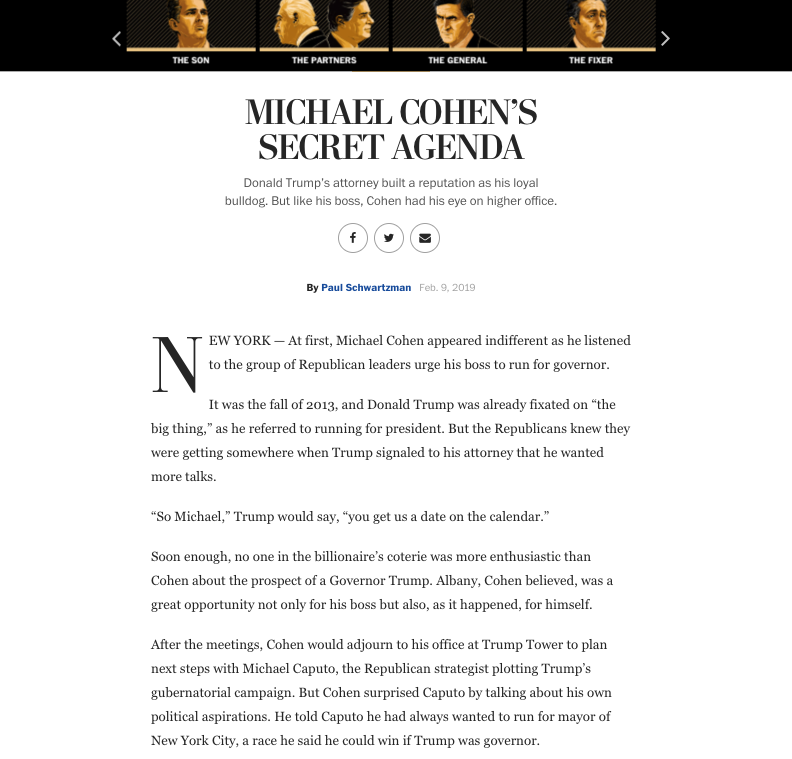 THE SON
THE PARTNERS
THE GENERAL
THE FIXER
MICHAEL COHEN’S
SECRET AGENDA
Donald Trump’s attorney built a reputation as his loyal
bulldog. But like his boss, Cohen had his eye on higher office.
By Paul Schwartzman Feb. 9, 2019
NEW YORK — At first, Michael Cohen appeared indifferent as he listened
to the group of Republican leaders urge his boss to run for governor.
It was the fall of 2013, and Donald Trump was already fixated on “the
big thing,” as he referred to running for president. But the Republicans knew they
were getting somewhere when Trump signaled to his attorney that he wanted
more talks.
“So Michael,” Trump would say, “you get us a date on the calendar.”
Soon enough, no one in the billionaire’s coterie was more enthusiastic than
Cohen about the prospect of a Governor Trump. Albany, Cohen believed, was a
great opportunity not only for his boss but also, as it happened, for himself.
After the meetings, Cohen would adjourn to his office at Trump Tower to plan
next steps with Michael Caputo, the Republican strategist plotting Trump’s
gubernatorial campaign. But Cohen surprised Caputo by talking about his own
political aspirations. He told Caputo he had always wanted to run for mayor of
New York City, a race he said he could win if Trump was governor.